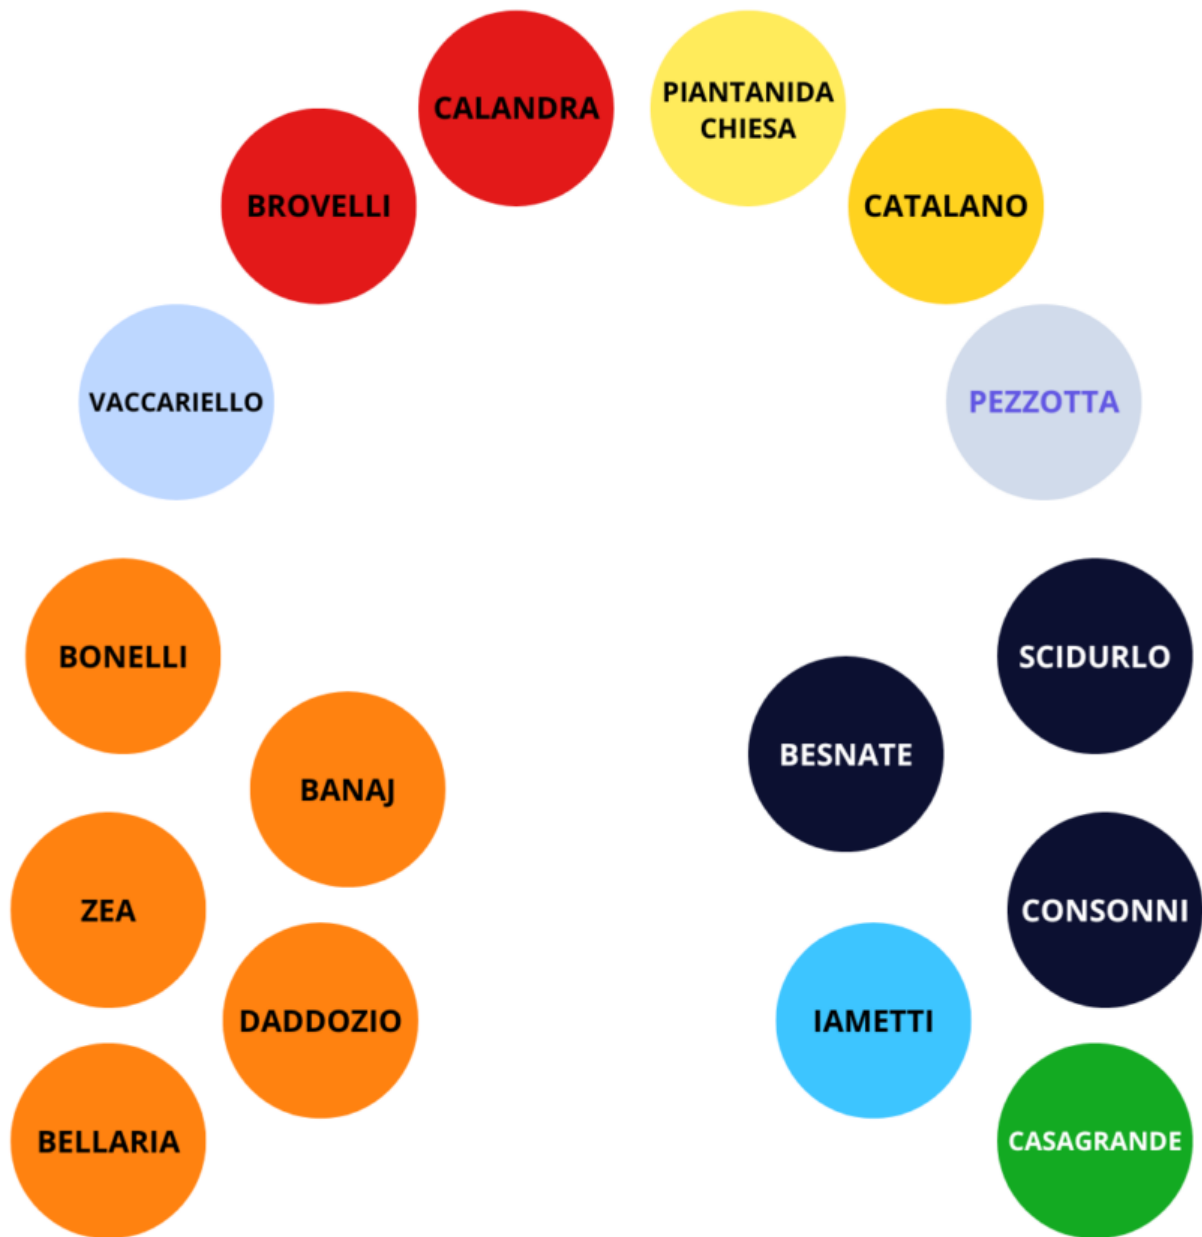 CALANDRA
PIANTANIDA
CHIESA
BROVELLI
CATALANO
VACCARIELLO
PEZZOTTA
BONELLI
SCIDURLO
BESNATE
BANAJ
ZEA
CONSONNI
DADDOZIO
IAMETTI
BELLARIA
CASAGRANDE